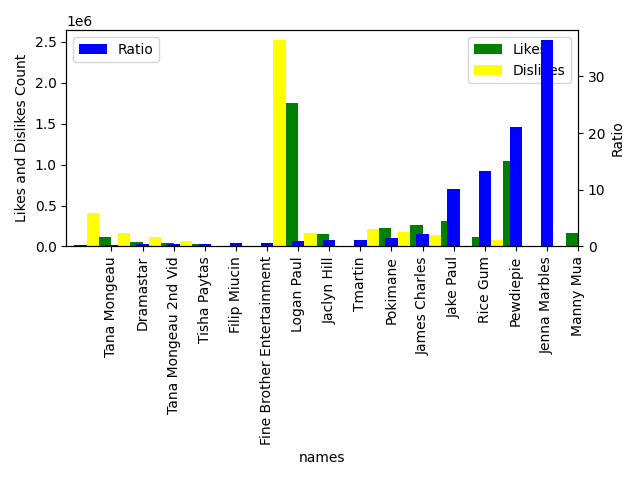 1e6
Likes and Dislikes Count
2.5
2.0
1.5
1.0
0.5
0.0
Ratio
Likes
Dislikes
30
20
10
0
Ratio
Tana Mongeau
Dramastar
Tana Mongeau 2nd Vid
Tisha Paytas
Filip Miucin
Fine Brother Entertainment
Logan Paul
Jaclyn Hill
Tmartin
Pokimane
James Charles
Jake Paul
Rice Gum
Pewdiepie
Jenna Marbles
Manny Mua
names